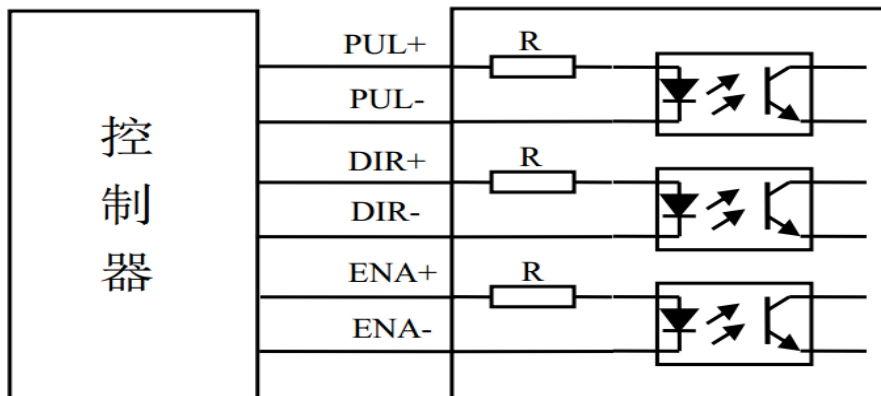 控
制
器
PUL+
R
PUL-
DIR+
R
DIR-
ENA+
R
ENA-